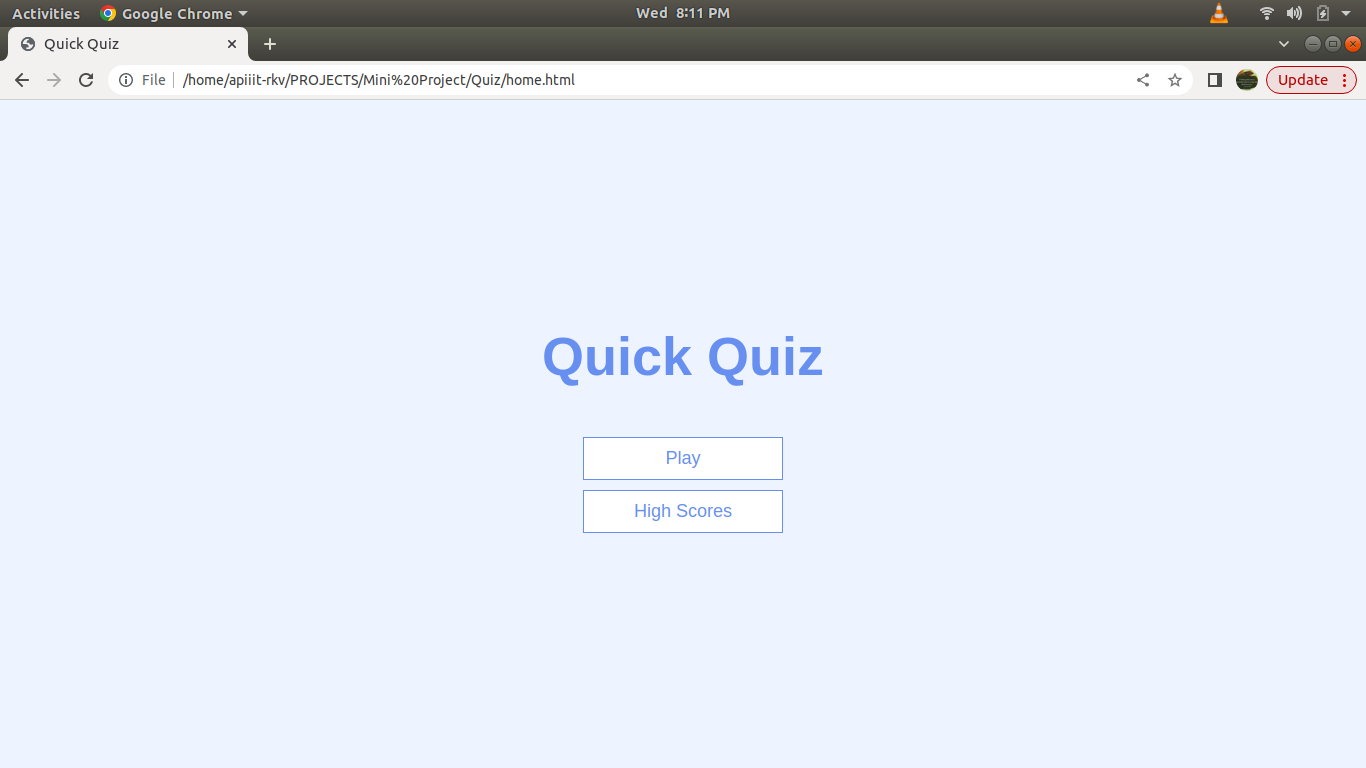 Activities Google Chrome Wed 8:11 PM
Quick Quiz
File /home/apiiit-rkv/PROJECTS/Mini%20Project/Quiz/home.html Update
Quick Quiz
Play
High Scores